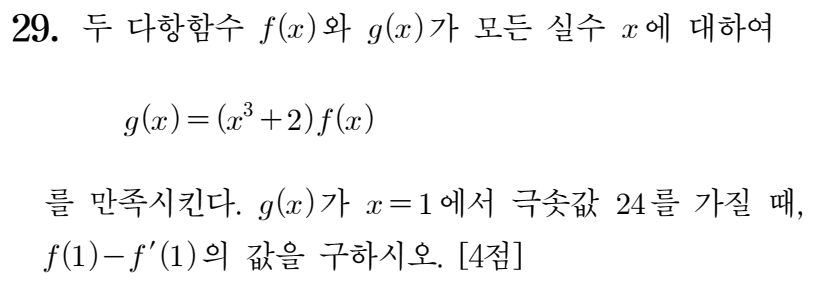 29. 두 다항함수 f(x)와 g(x)가 모든 실수 x에 대하여
g(x)=(x³+2)f(x)
를 만족시킨다. g(x)가 x=1에서 극솟값 24를 가질 때,
f(1)-f′(1)의 값을 구하시오. [4점]